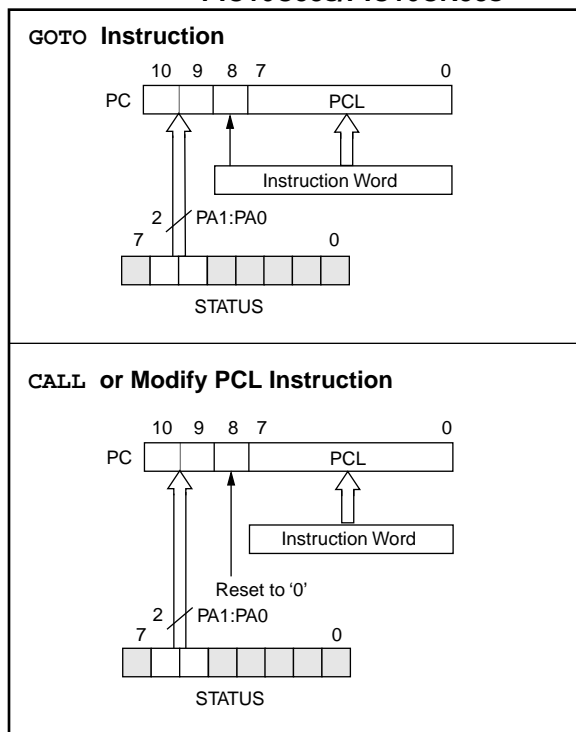 GOTO Instruction
10 9 8 7 0
PC PCL
Instruction Word
2 PA1:PA0
7 0
STATUS
CALL or Modify PCL Instruction
10 9 8 7 0
PC PCL
Instruction Word
Reset to ‘0’
2 PA1:PA0
7 0
STATUS